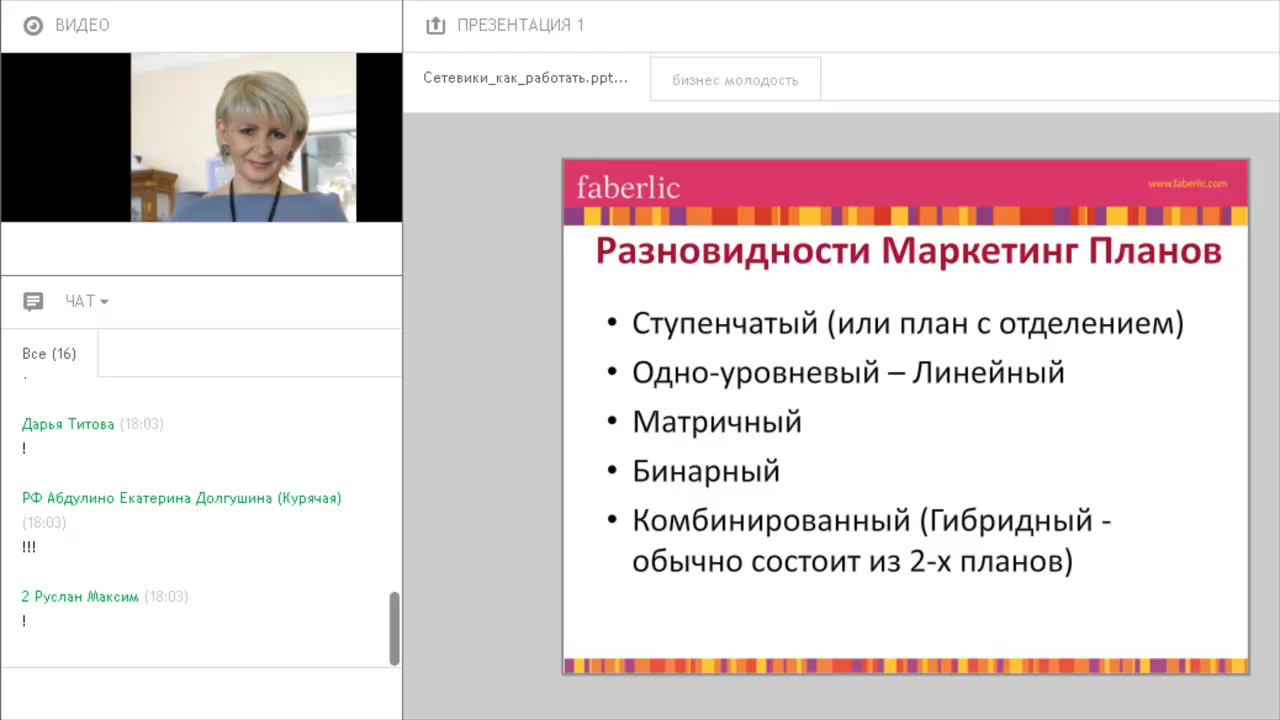 ВИДЕО
ЧАТ
Все (16)
Дарья Титова (18:03)
!
РФ Абдулино Екатерина Долгушина (Курячая)
(18:03)
!!!
2 Руслан Максим (18:03)
!
ПРЕЗЕНТАЦИЯ 1
Сетевики_как_работать.ppt...
бизнес молодость
faberlic
www.faberlic.com
Разновидности Маркетинг Планов
• Ступенчатый (или план с отделением)
• Одно-уровневый – Линейный
• Матричный
• Бинарный
• Комбинированный (Гибридный -
обычно состоит из 2-х планов)